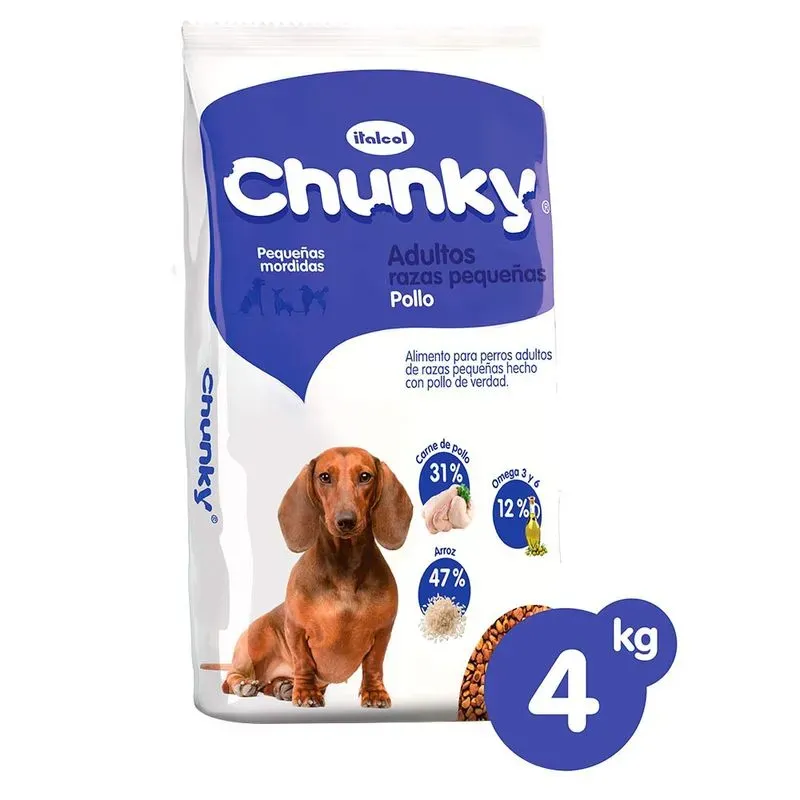 italcol
Chunky
®
Pequeñas
mordidas
Adultos
razas pequeñas
Pollo
Alimento para perros adultos
de razas pequeñas hecho
con pollo de verdad.
Chunky®
Carne de pollo
31%
Omega 3 y 6
12%
Arroz
47%
4
kg